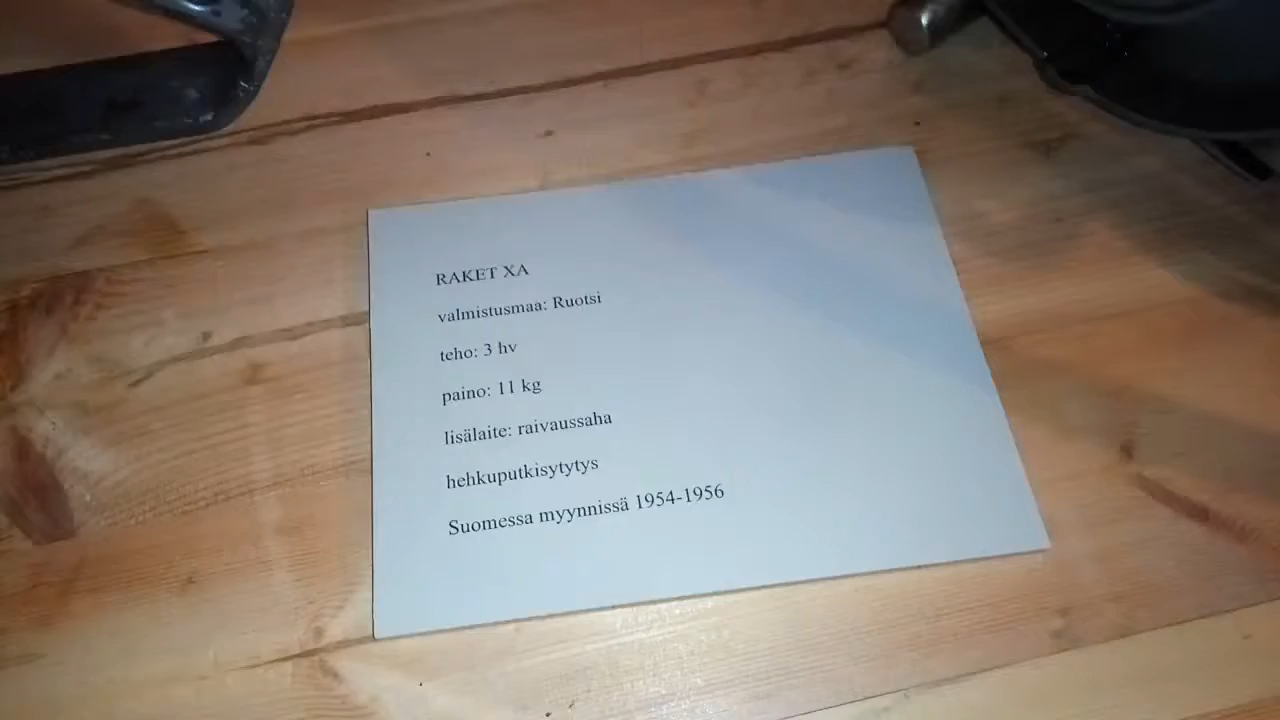 RAKET XA
valmistusmaa: Ruotsi
teho: 3 hv
paino: 11 kg
lisälaite: raivaussaha
hehkuputkisytytys
Suomessa myynnissä 1954-1956